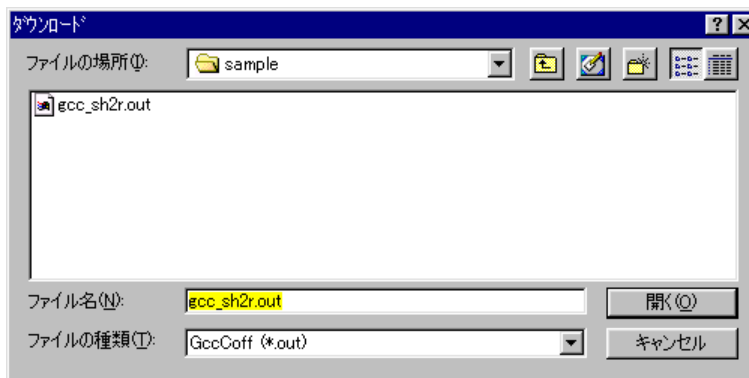 ダウンロード
ファイルの場所(I):
sample
gcc_sh2r.out
ファイル名(N):
gcc_sh2r.out
開く(O)
ファイルの種類(T):
GccCoff (*.out)
キャンセル